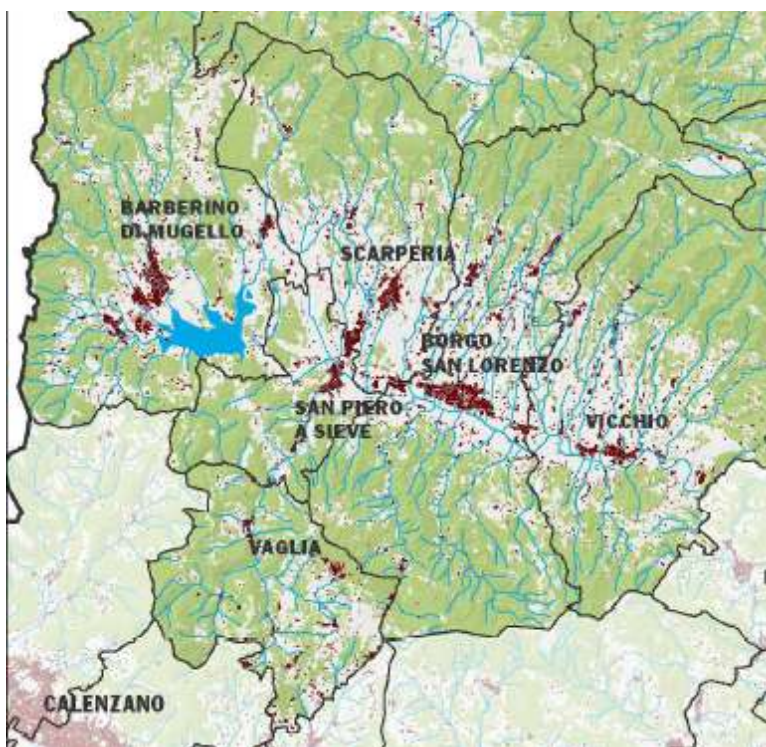 BARBERINO
DI MUGELLO
SCARPERIA
BORGO
SAN LORENZO
SAN PIERO
A SIEVE
VICCHIO
VAGLIA
CALENZANO